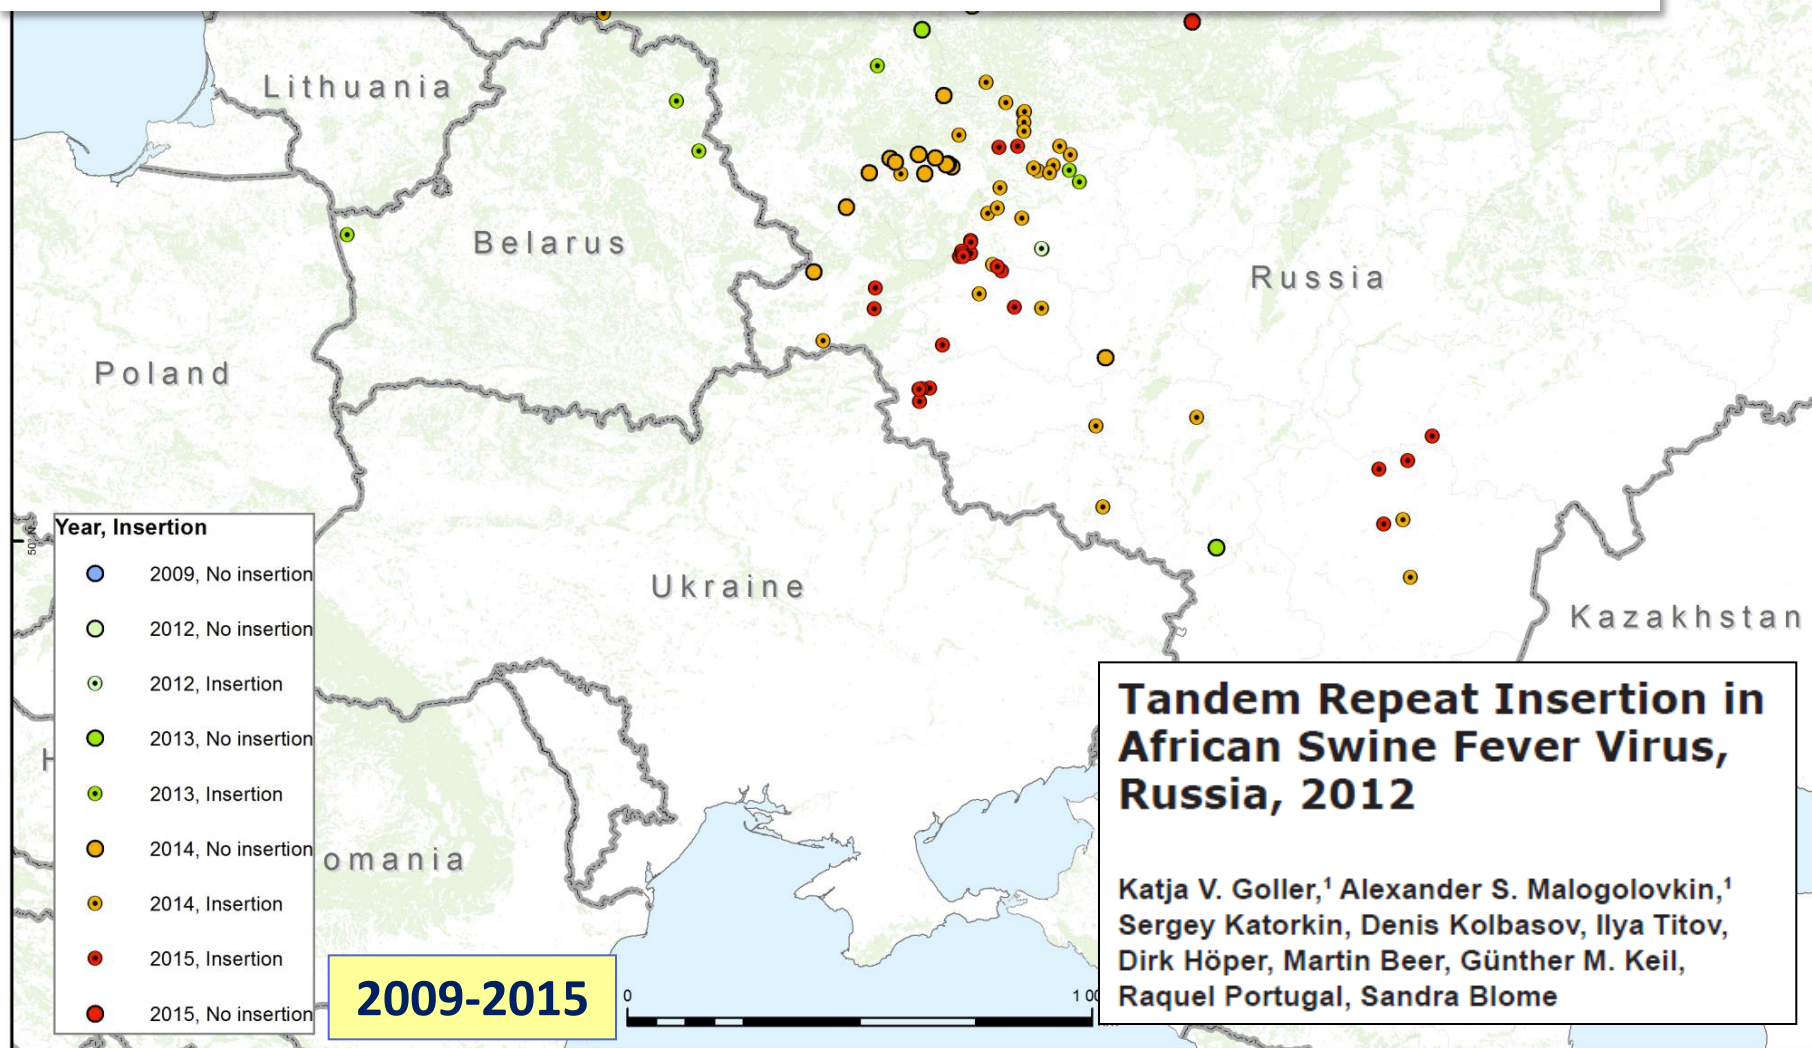 Lithuania
Belarus
Russia
Poland
50° N
Year, Insertion
2009, No insertion
2012, No insertion
2012, Insertion
2013, No insertion
2013, Insertion
2014, No insertion
2014, Insertion
2015, Insertion
2015, No insertion
Ukraine
Kazakhstan
H
omania
2009-2015
0
1 00
Tandem Repeat Insertion in
African Swine Fever Virus,
Russia, 2012
Katja V. Goller,¹ Alexander S. Malogolovkin,¹
Sergey Katorkin, Denis Kolbasov, Ilya Titov,
Dirk Höper, Martin Beer, Günther M. Keil,
Raquel Portugal, Sandra Blome